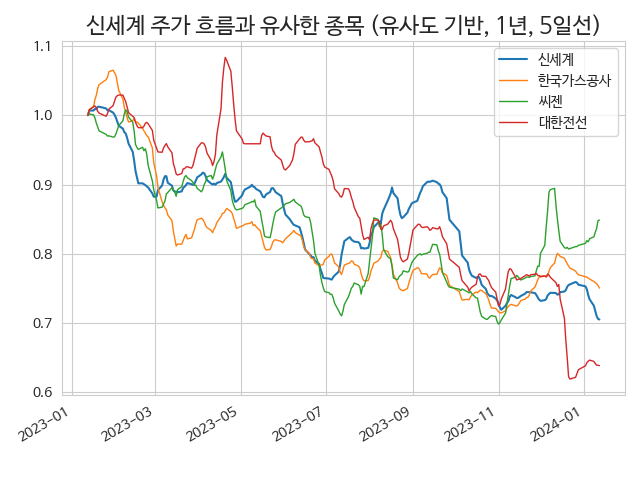 신세계 주가 흐름과 유사한 종목 (유사도 기반, 1년, 5일선)
신세계
한국가스공사
씨젠
대한전선
1.1
1.0
0.9
0.8
0.7
0.6
2023-01
2023-03
2023-05
2023-07
2023-09
2023-11
2024-01